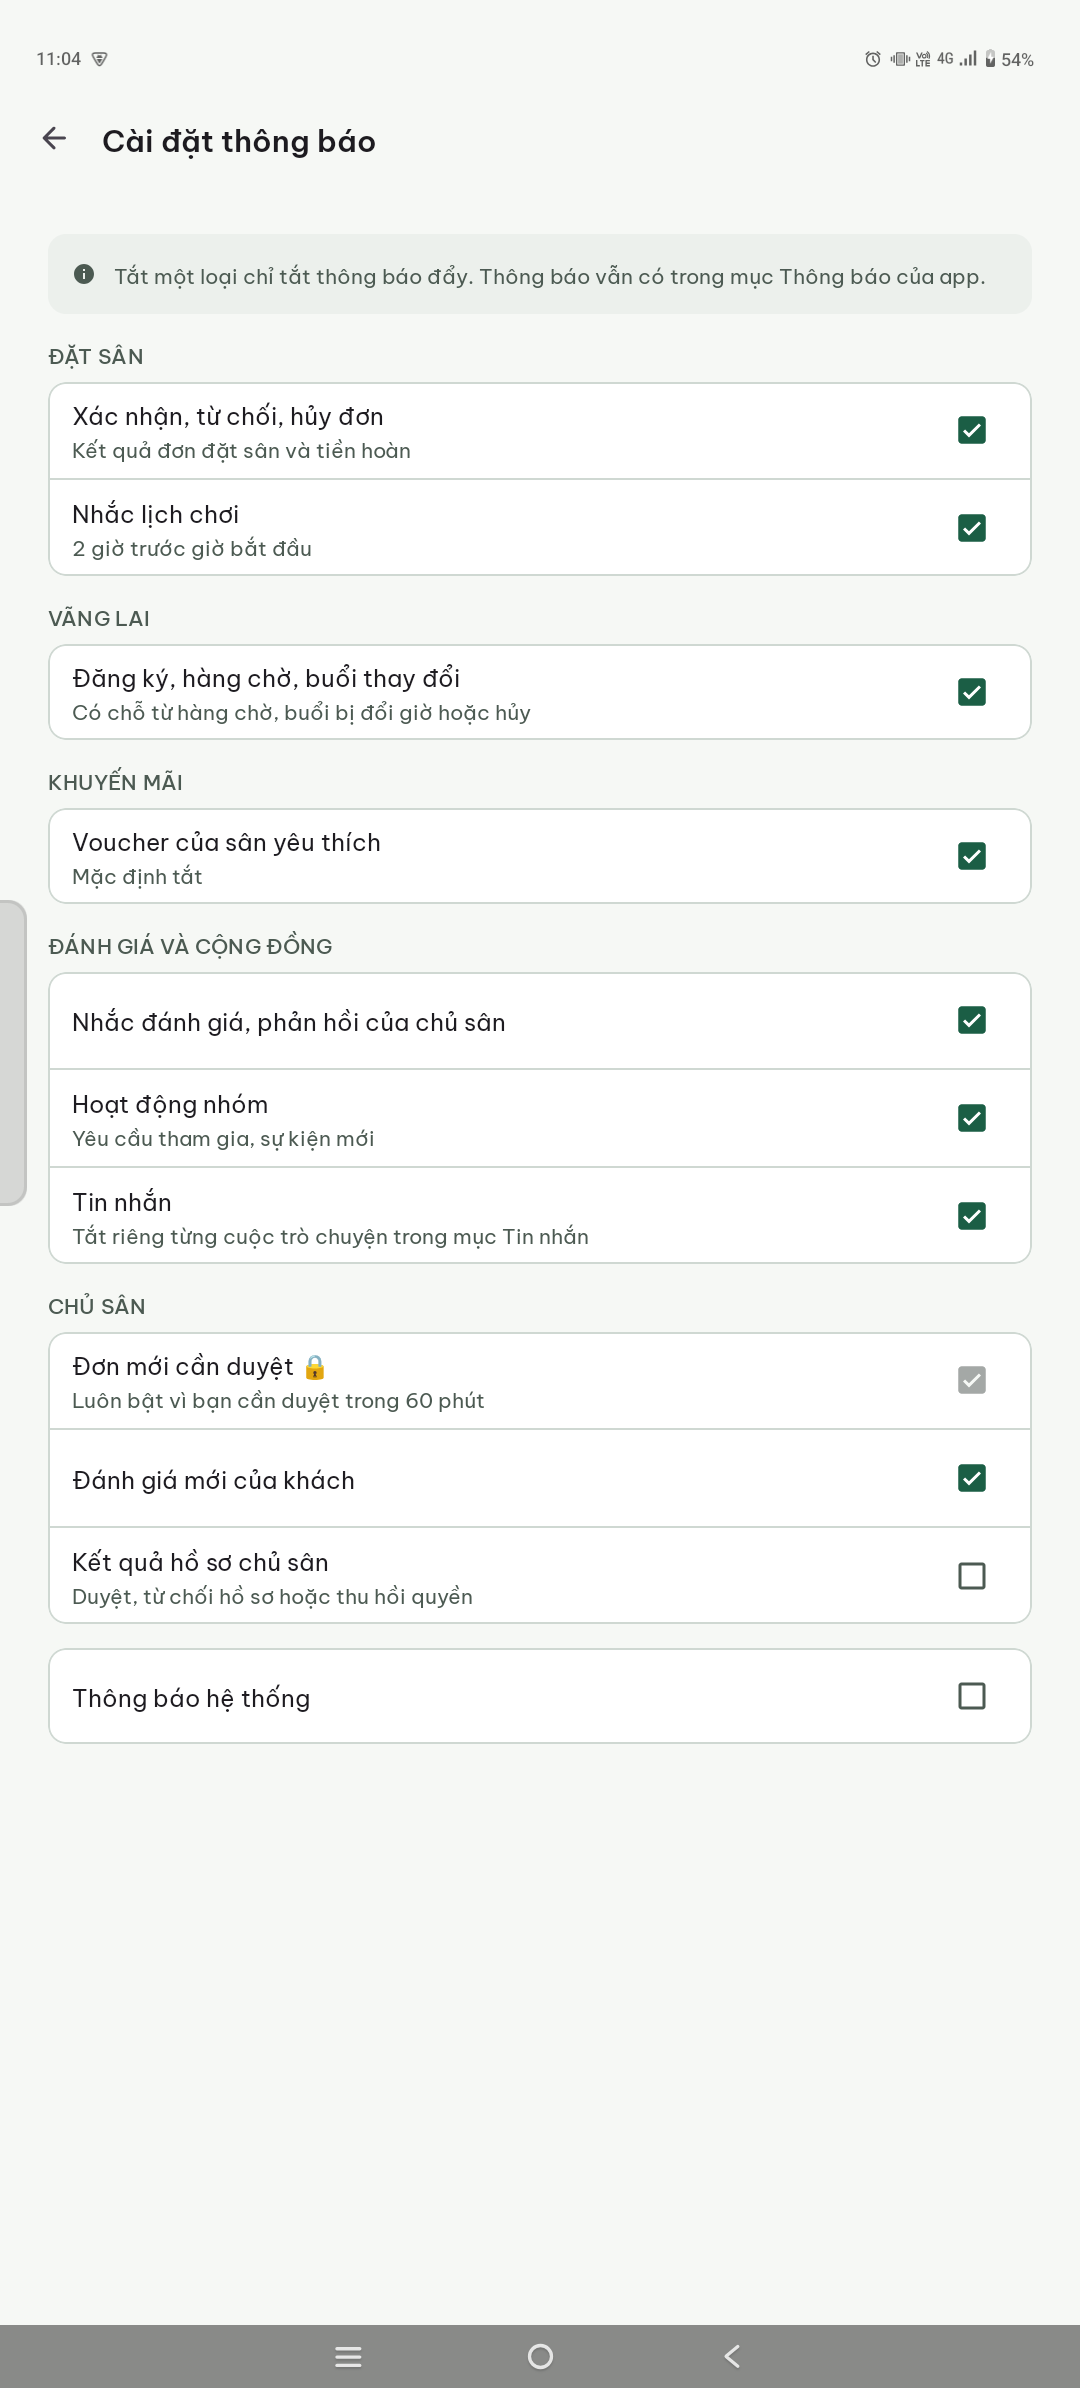 11:04
VoLTE 4G 54%
Cài đặt thông báo
Tắt một loại chỉ tắt thông báo đẩy. Thông báo vẫn có trong mục Thông báo của app.
ĐẶT SÂN
Xác nhận, từ chối, hủy đơn
Kết quả đơn đặt sân và tiền hoàn
Nhắc lịch chơi
2 giờ trước giờ bắt đầu
VÃNG LAI
Đăng ký, hàng chờ, buổi thay đổi
Có chỗ từ hàng chờ, buổi bị đổi giờ hoặc hủy
KHUYẾN MÃI
Voucher của sân yêu thích
Mặc định tắt
ĐÁNH GIÁ VÀ CỘNG ĐỒNG
Nhắc đánh giá, phản hồi của chủ sân
Hoạt động nhóm
Yêu cầu tham gia, sự kiện mới
Tin nhắn
Tắt riêng từng cuộc trò chuyện trong mục Tin nhắn
CHỦ SÂN
Đơn mới cần duyệt 🔒
Luôn bật vì bạn cần duyệt trong 60 phút
Đánh giá mới của khách
Kết quả hồ sơ chủ sân
Duyệt, từ chối hồ sơ hoặc thu hồi quyền
Thông báo hệ thống